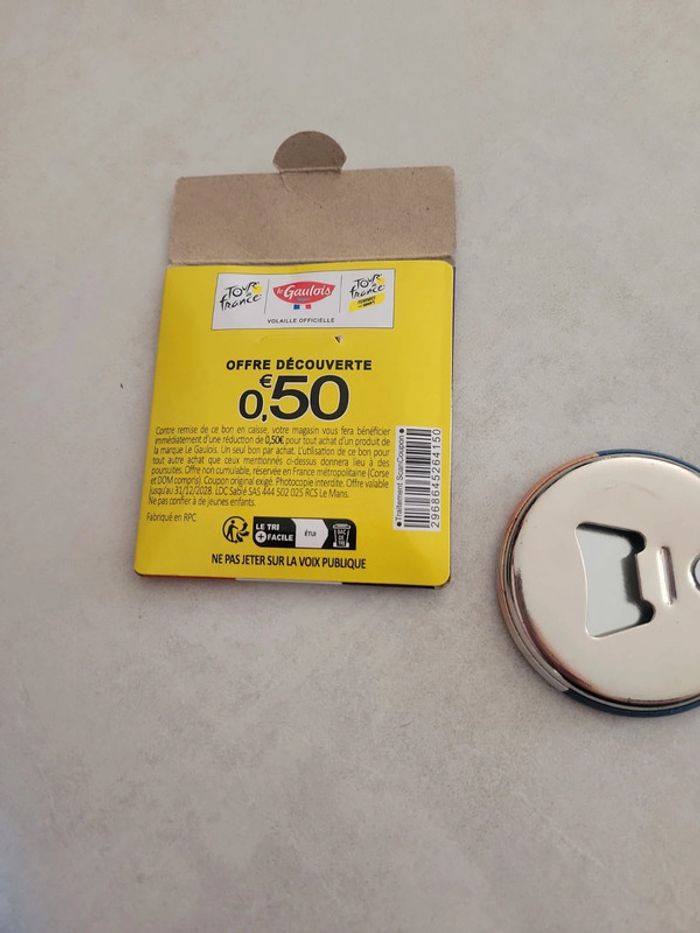 TOUR
de
france
le Gaulois
TOUR
de
france
FEMMES
VOLAILLE OFFICIELLE
OFFRE DÉCOUVERTE
0,€50
Contre remise de ce bon en caisse, votre magasin vous fera bénéficier
immédiatement d'une réduction de 0,50€ pour tout achat d'un produit de
la marque Le Gaulois. Un seul bon par achat. L'utilisation de ce bon pour
tout autre achat que ceux mentionnés ci-dessus donnera lieu à des
poursuites. Offre non cumulable, réservée en France métropolitaine (Corse
et DOM compris). Coupon original exigé. Photocopie interdite. Offre valable
jusqu'au 31/12/2028. LDC Sablé SAS 444 502 025 RCS Le Mans.
Ne pas confier à de jeunes enfants.
Traitement ScanCoupon
2968645264150
Fabriqué en RPC
LE TRI
+ FACILE
ÉTUI
BAC
DE
TRI
NE PAS JETER SUR LA VOIX PUBLIQUE